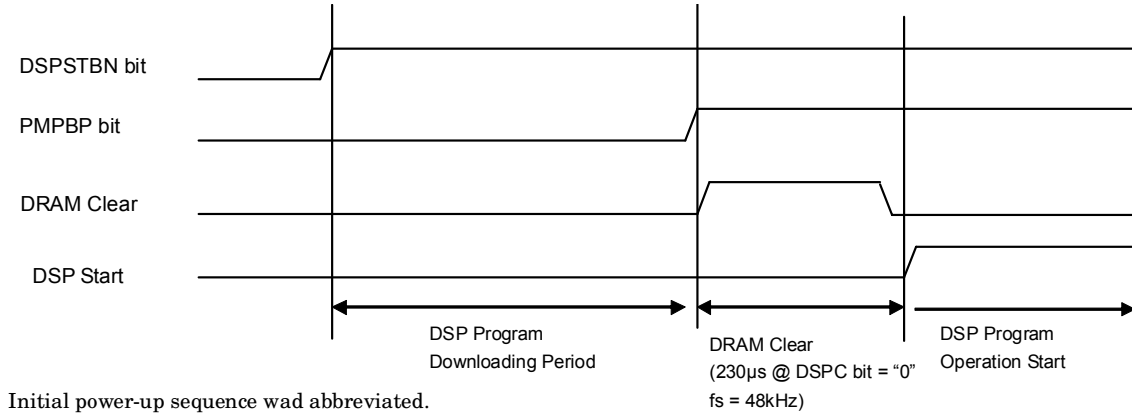 DSPSTBN bit
PMPBP bit
DRAM Clear
DSP Start
DSP Program
Downloading Period
DRAM Clear
(230µs @ DSPC bit = “0”
fs = 48kHz)
DSP Program
Operation Start
Initial power-up sequence wad abbreviated.